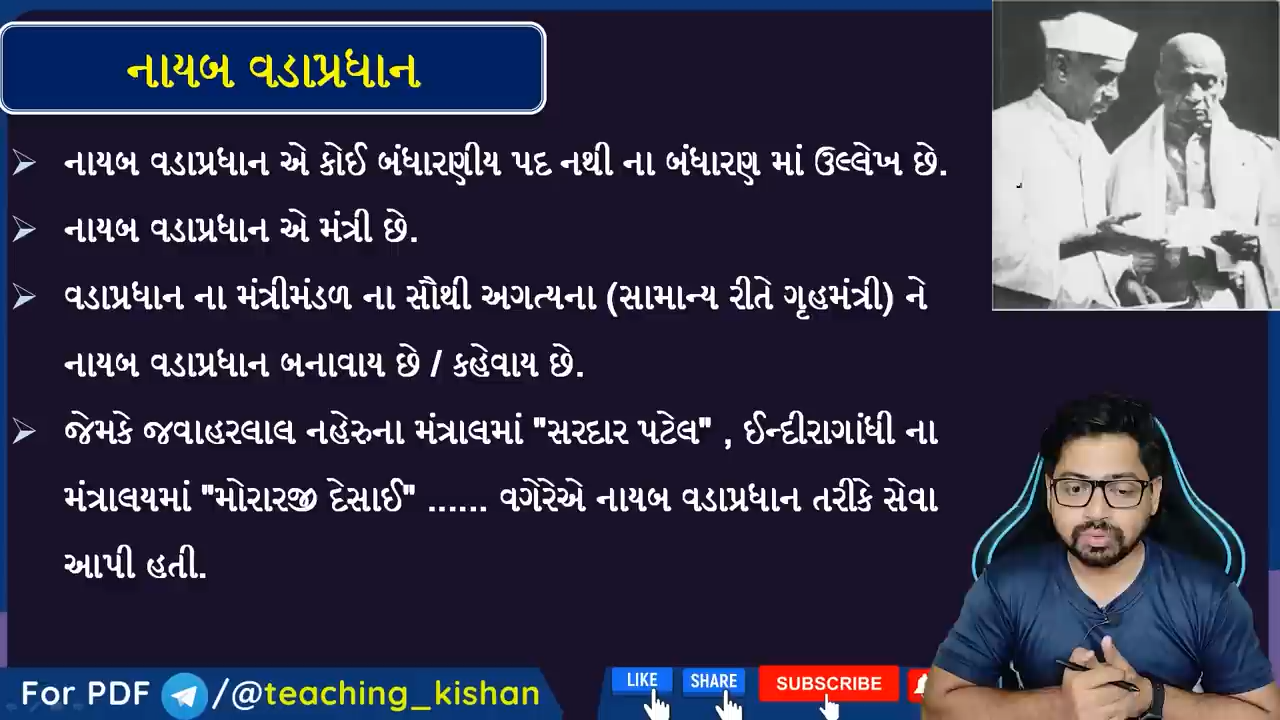 નાયબ વડાપ્રધાન
➢ નાયબ વડાપ્રધાન એ કોઈ બંધારણીય પદ નથી ના બંધારણ માં ઉલ્લેખ છે.
➢ નાયબ વડાપ્રધાન એ મંત્રી છે.
➢ વડાપ્રધાન ના મંત્રીમંડળ ના સૌથી અગત્યના (સામાન્ય રીતે ગૃહમંત્રી) ને
નાયબ વડાપ્રધાન બનાવાય છે / કહેવાય છે.
➢ જેમકે જવાહરલાલ નહેરુના મંત્રાલમાં "સરદાર પટેલ" , ઈન્દીરાગાંધી ના
મંત્રાલયમાં "મોરારજી દેસાઈ" ...... વગેરેએ નાયબ વડાપ્રધાન તરીકે સેવા
આપી હતી.
For PDF /@teaching_kishan
LIKE SHARE SUBSCRIBE